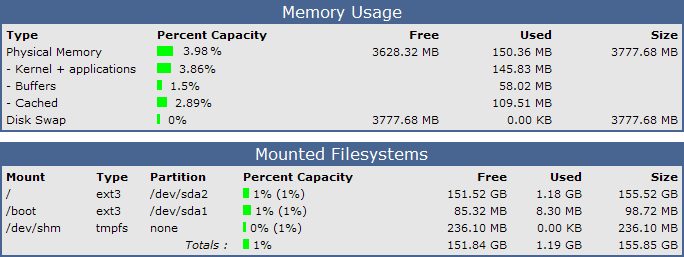 Memory Usage
Type Percent Capacity Free Used Size
Physical Memory 3.98 % 3628.32 MB 150.36 MB 3777.68 MB
- Kernel + applications 3.86% 145.83 MB
- Buffers 1.5% 58.02 MB
- Cached 2.89% 109.51 MB
Disk Swap 0% 3777.68 MB 0.00 KB 3777.68 MB
Mounted Filesystems
Mount Type Partition Percent Capacity Free Used Size
/ ext3 /dev/sda2 1% (1%) 151.52 GB 1.18 GB 155.52 GB
/boot ext3 /dev/sda1 1% (1%) 85.32 MB 8.30 MB 98.72 MB
/dev/shm tmpfs none 0% (1%) 236.10 MB 0.00 KB 236.10 MB
Totals : 1% 151.84 GB 1.19 GB 155.85 GB